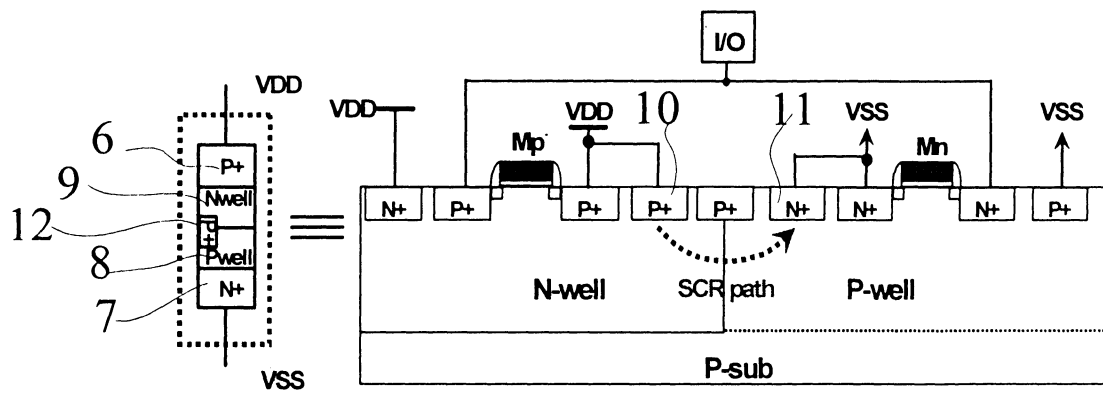 I/O
VDD
6
P+
9
Nwell
12
P+
8
Pwell
7
N+
VSS
VDD
Mp
VDD
10
11
VSS
Mn
VSS
N+
P+
P+
P+
P+
N+
N+
N+
P+
SCR path
N-well
P-well
P-sub